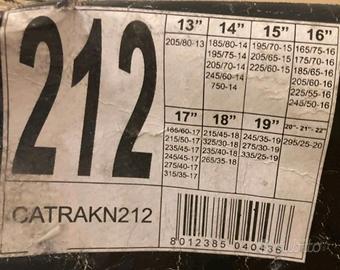 212
13" 14" 15" 16"
205/80-13 185/80-14 195/70-15 165/75-16
195/75-14 205/65-15 175/70-16
205/70-14 225/60-15 185/65-16
245/60-14 205/60-16
750-14 225/55-16
245/50-16
17" 18" 19" 20"- 21"- 22"
185/60-17 215/45-18 245/35-19 295/25-20
215/50-17 235/40-18 275/30-19
235/45-17 325/40-18 335/25-19
245/45-17 265/35-18
275/40-17
315/35-17
CATRAKN212
8 012385 040436